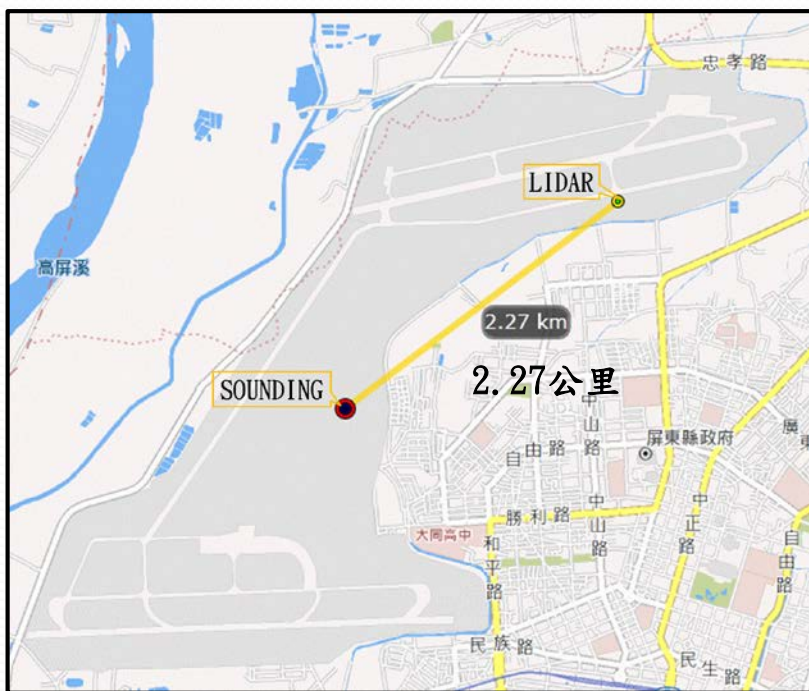 忠孝路
LIDAR
高屏溪
2.27 km
2.27公里
SOUNDING
中山路
自由路
屏東縣政府
廣東
勝利路
中山路
中正路
大同高中
和平路
自由路
民族路
民生路